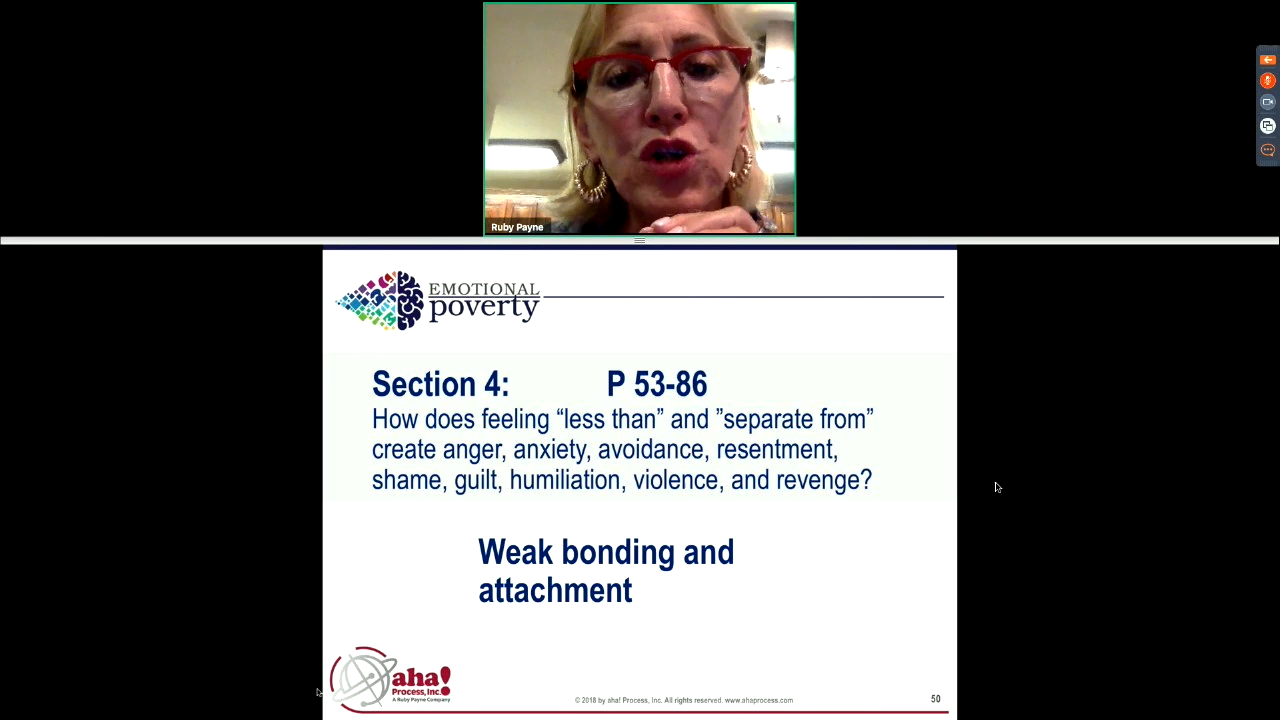 Ruby Payne
EMOTIONAL
poverty
Section 4: P 53-86
How does feeling “less than” and ”separate from”
create anger, anxiety, avoidance, resentment,
shame, guilt, humiliation, violence, and revenge?
Weak bonding and
attachment
aha!
Process, Inc.
A Ruby Payne Company
© 2018 by aha! Process, Inc. All rights reserved. www.ahaprocess.com
50